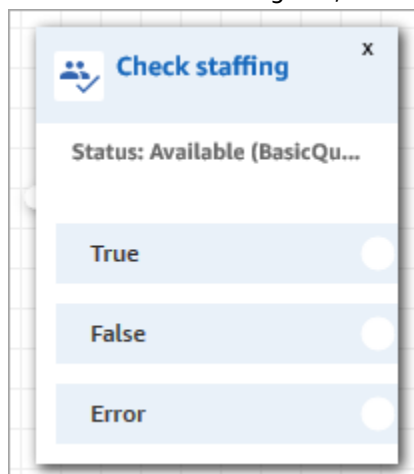 Check staffing
x
Status: Available (BasicQu...
True
False
Error